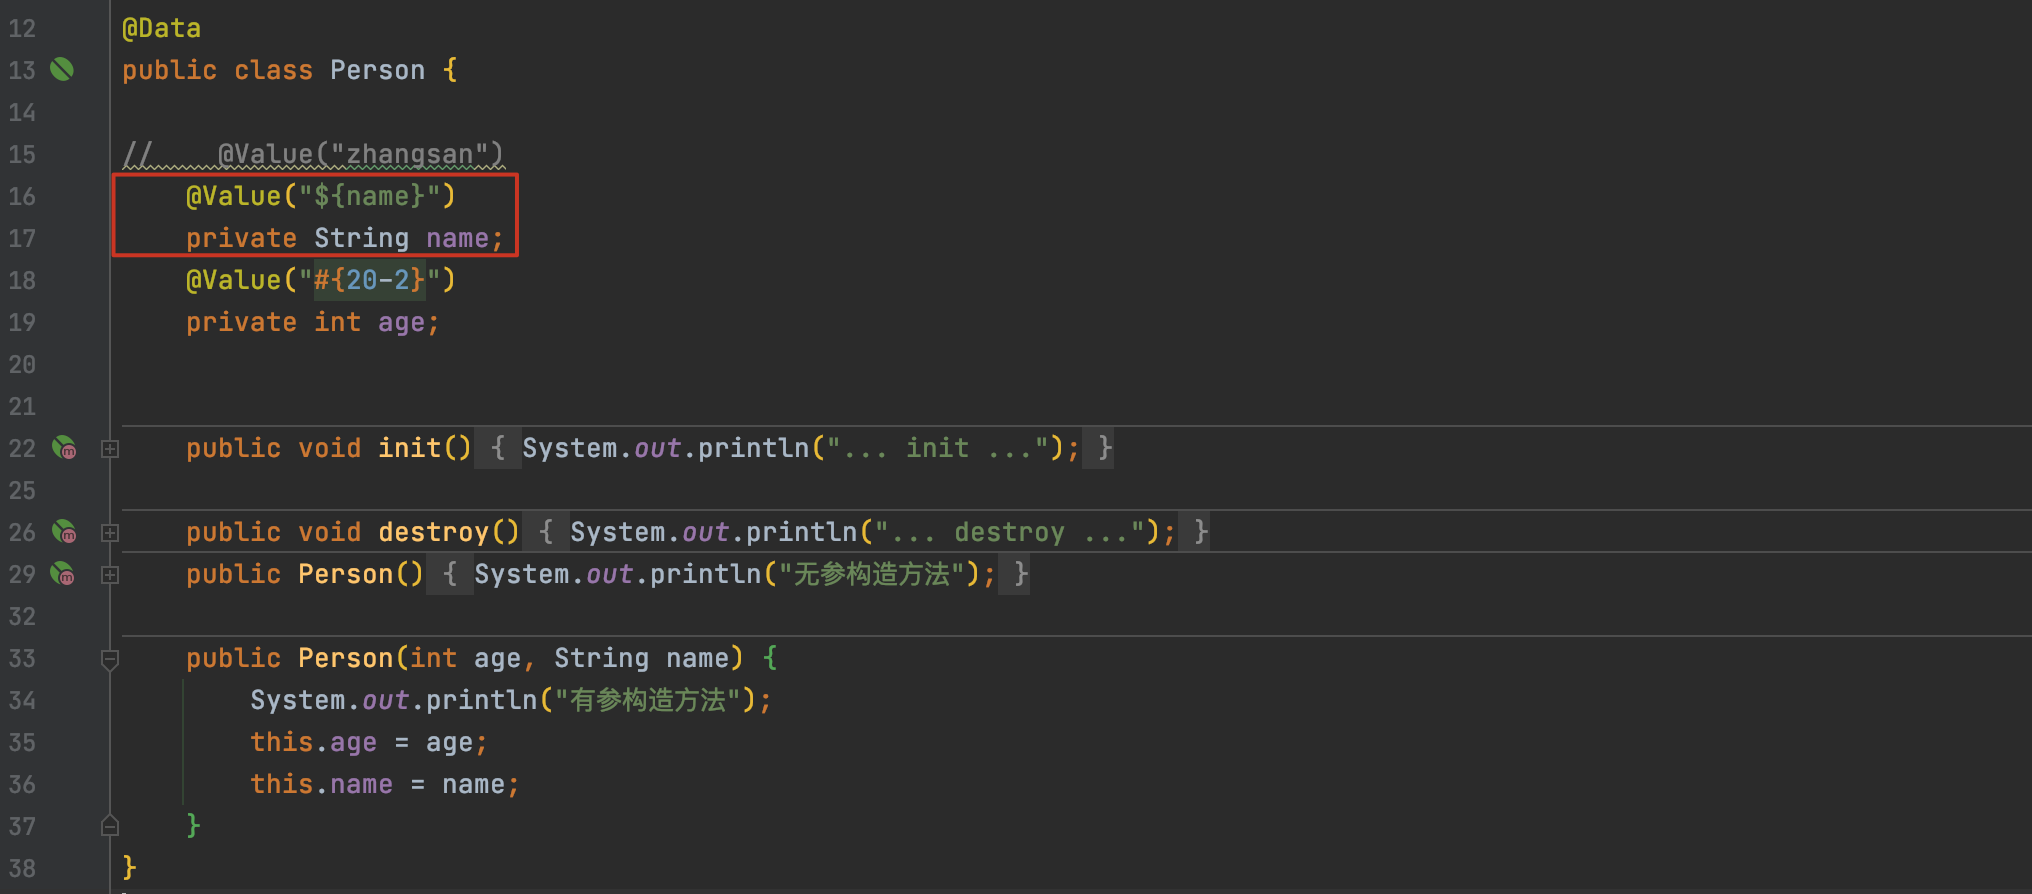 12 @Data
13 public class Person {
14
15 //    @Value("zhangsan")
16     @Value("${name}")
17     private String name;
18     @Value("#{20-2}")
19     private int age;
20
21
22     public void init() { System.out.println("... init ..."); }
25
26     public void destroy() { System.out.println("... destroy ..."); }
29     public Person() { System.out.println("无参构造方法"); }
32
33     public Person(int age, String name) {
34         System.out.println("有参构造方法");
35         this.age = age;
36         this.name = name;
37     }
38 }